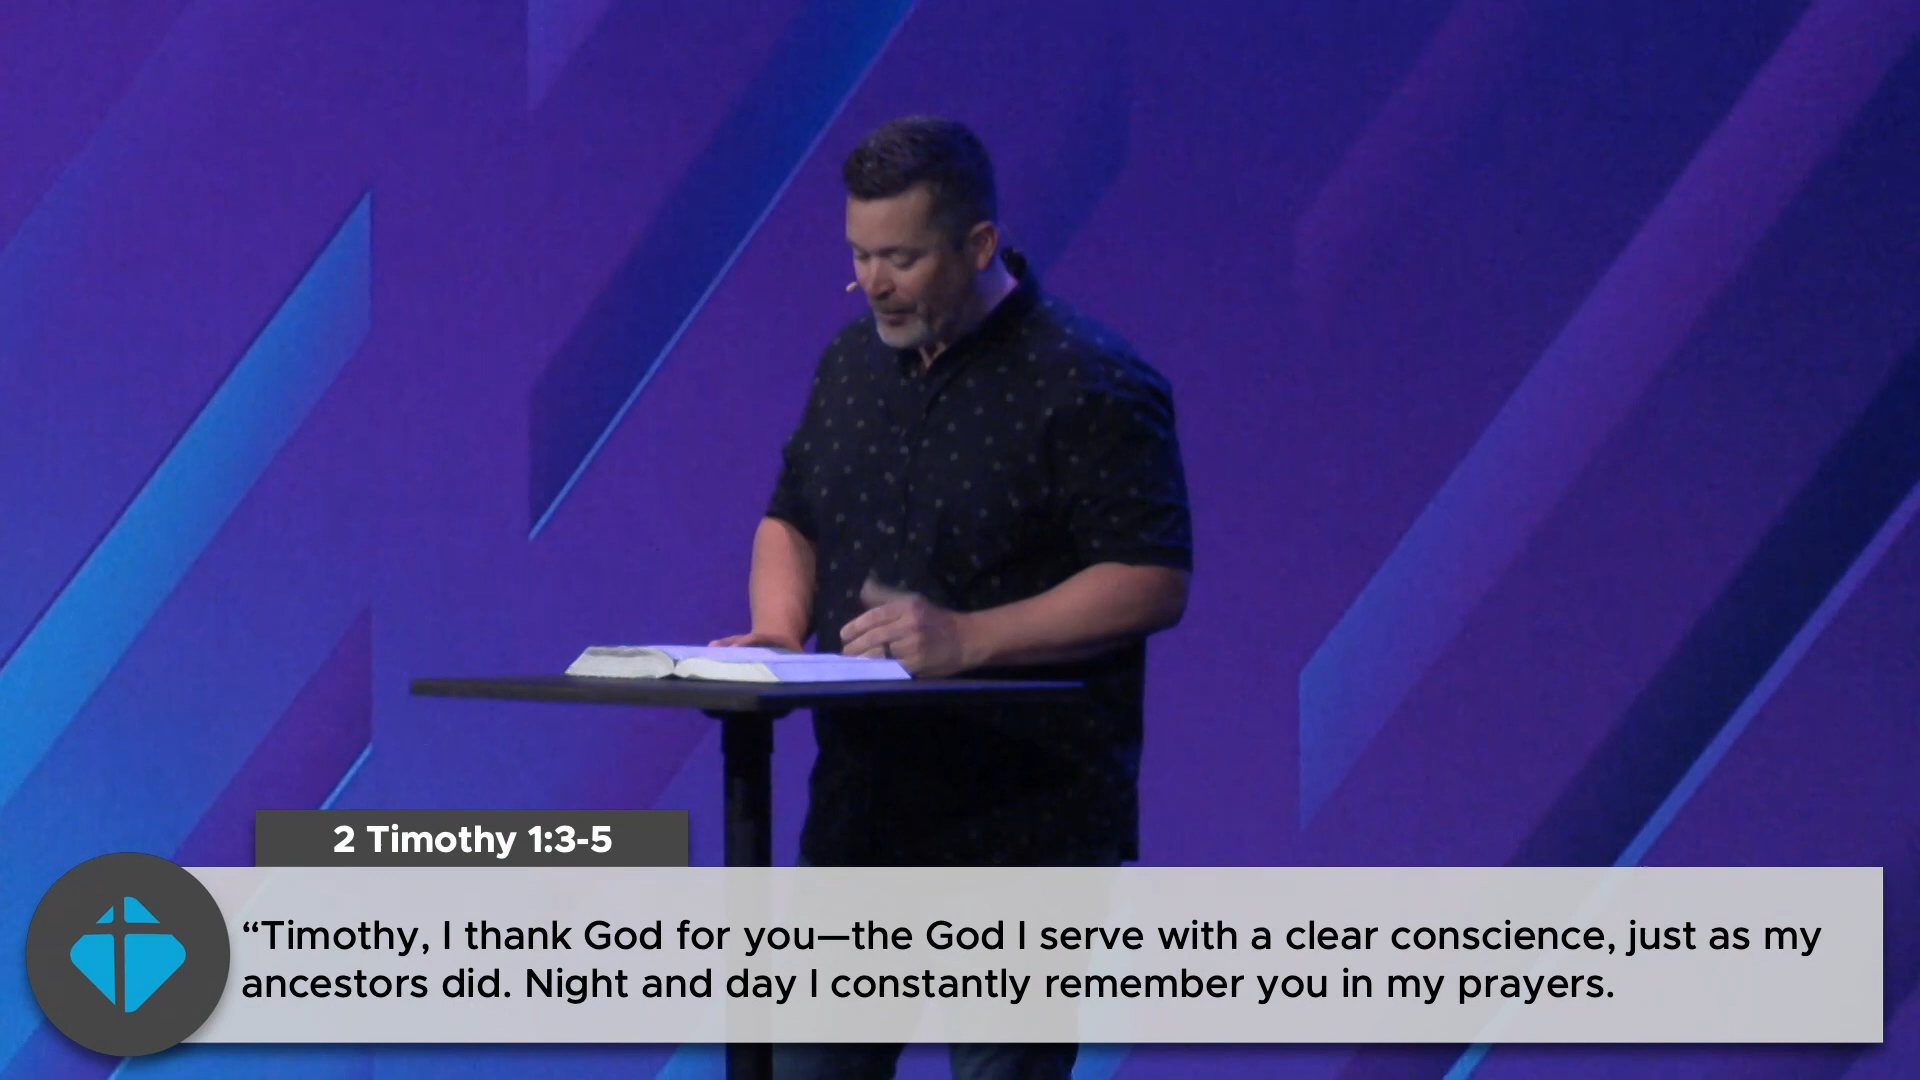 2 Timothy 1:3-5
“Timothy, I thank God for you—the God I serve with a clear conscience, just as my
ancestors did. Night and day I constantly remember you in my prayers.